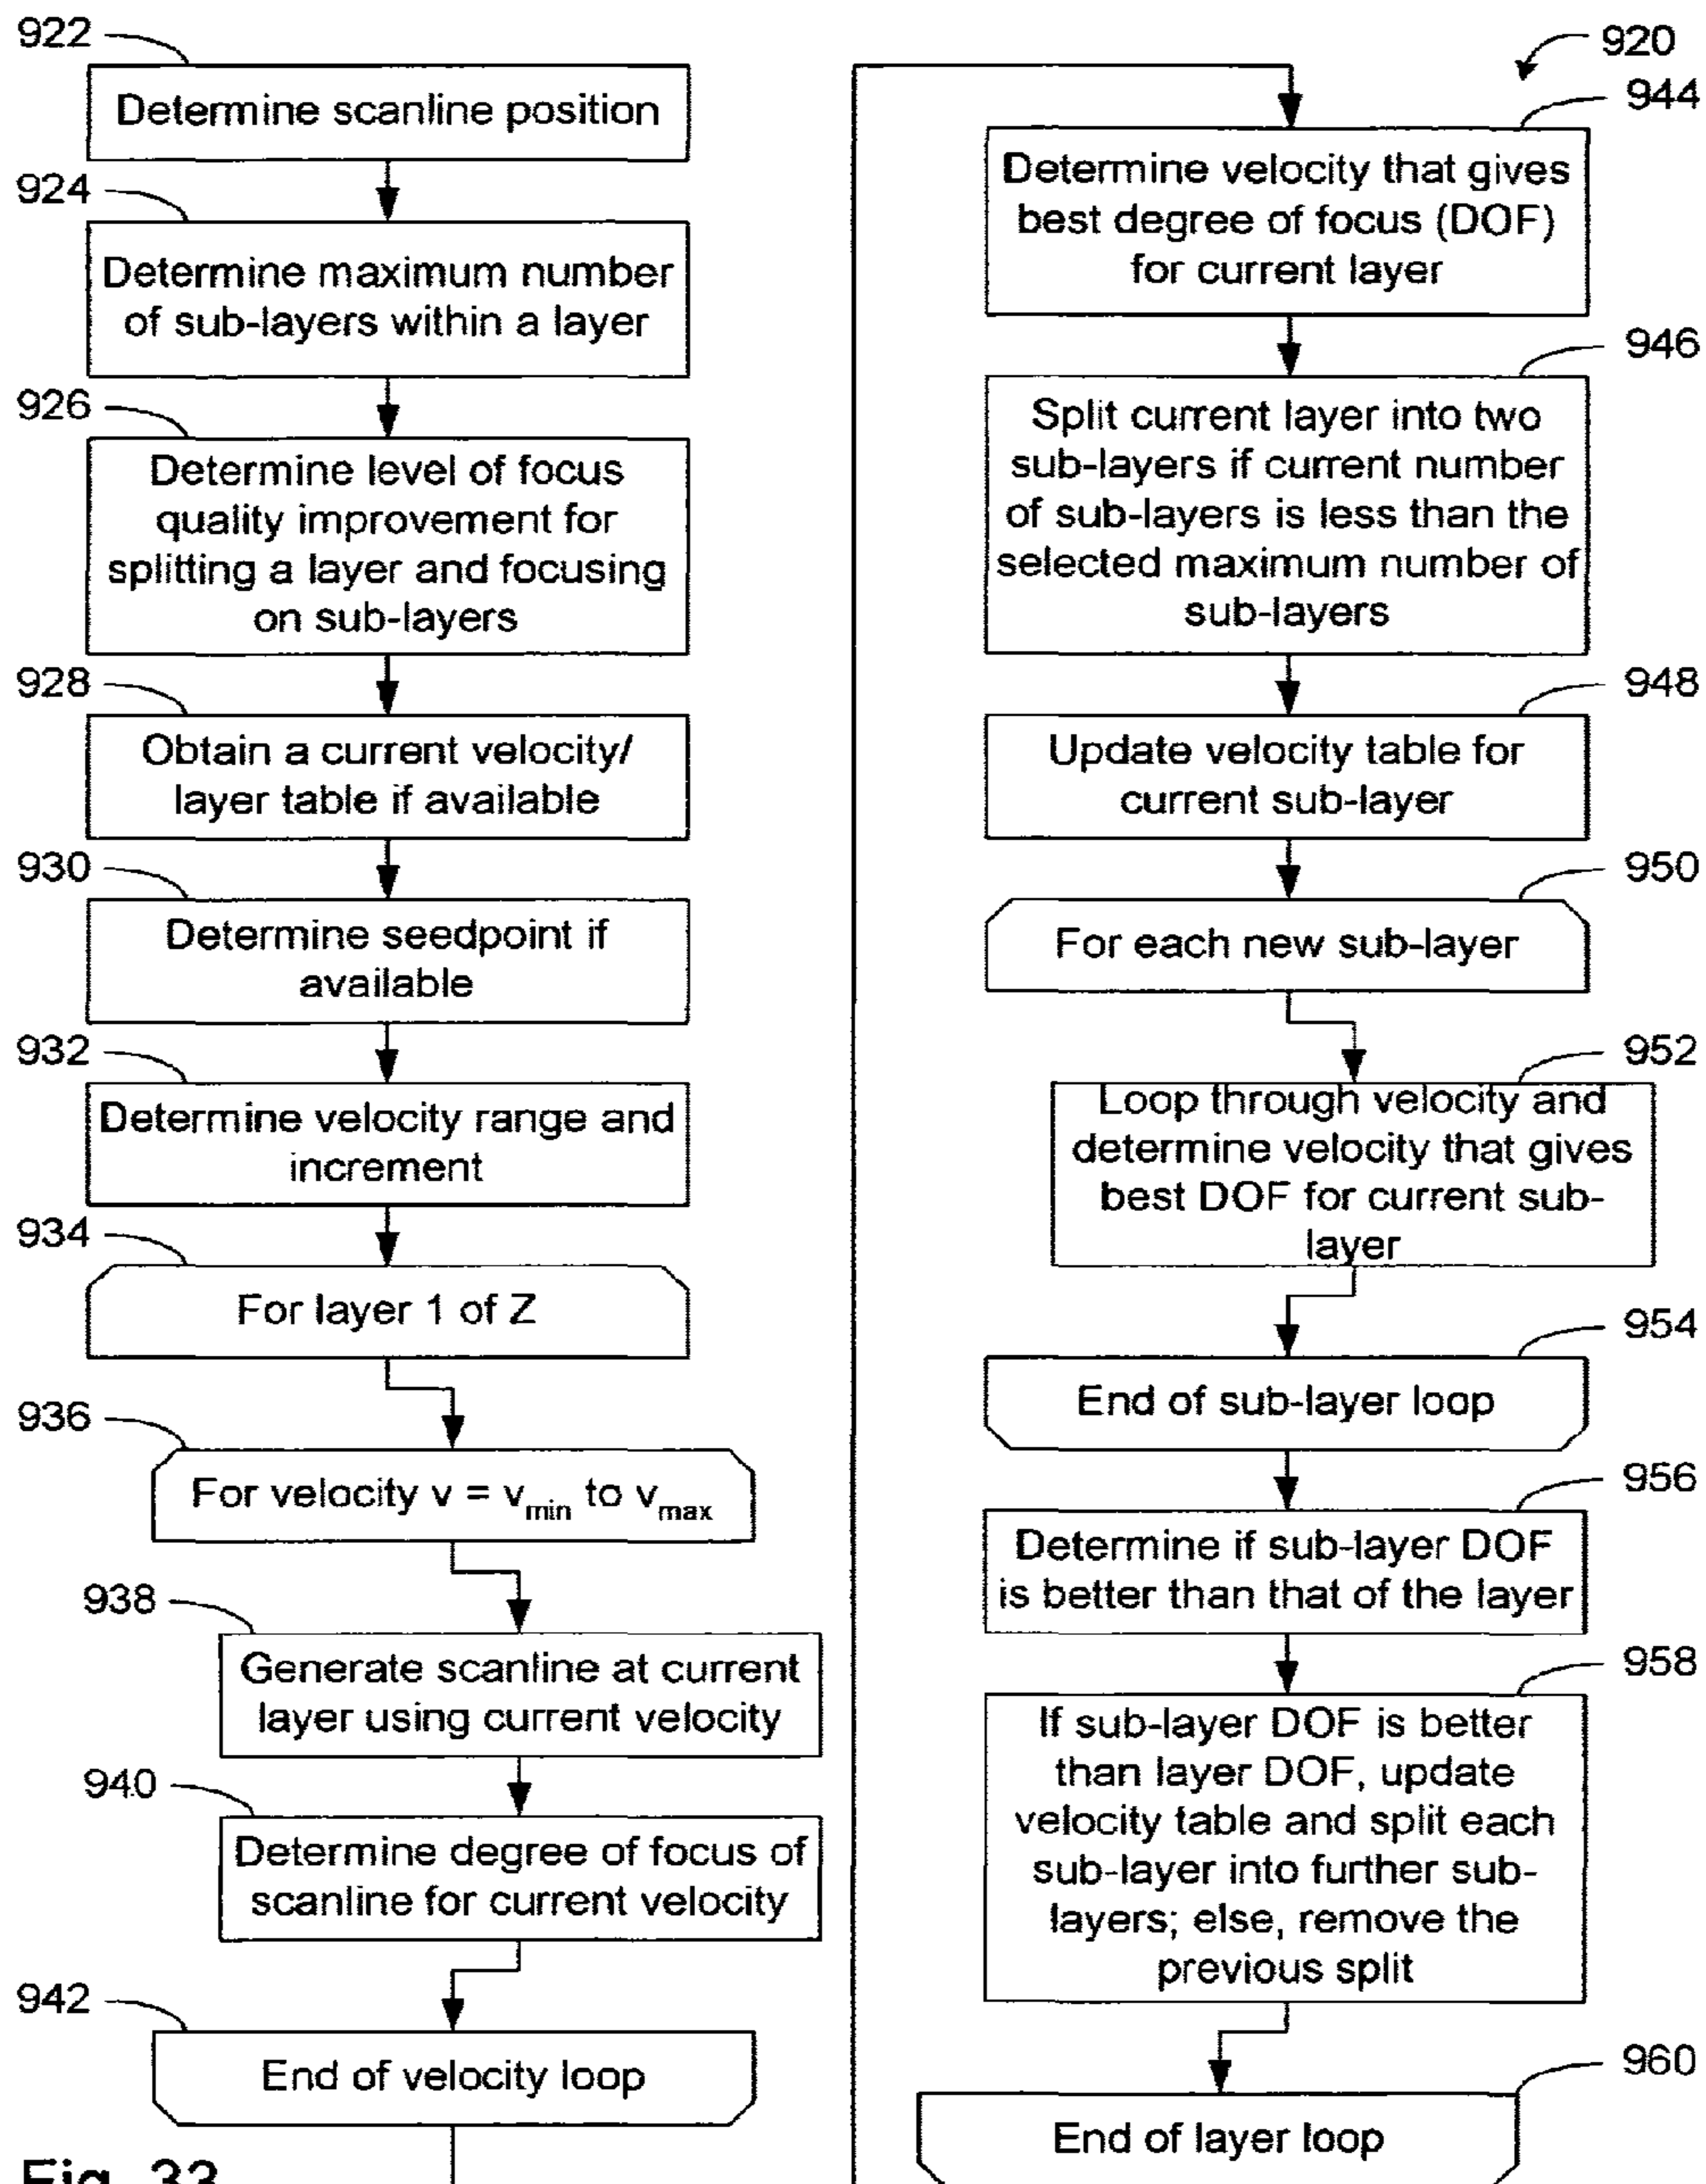 922
Determine scanline position
924
Determine maximum number
of sub-layers within a layer
926
Determine level of focus
quality improvement for
splitting a layer and focusing
on sub-layers
928
Obtain a current velocity/
layer table if available
930
Determine seedpoint if
available
932
Determine velocity range and
increment
934
For layer 1 of Z
936
For velocity v = vmin to vmax
938
Generate scanline at current
layer using current velocity
940
Determine degree of focus of
scanline for current velocity
942
End of velocity loop
Fig. 33
920
944
Determine velocity that gives
best degree of focus (DOF)
for current layer
946
Split current layer into two
sub-layers if current number
of sub-layers is less than the
selected maximum number of
sub-layers
948
Update velocity table for
current sub-layer
950
For each new sub-layer
952
Loop through velocity and
determine velocity that gives
best DOF for current sub-
layer
954
End of sub-layer loop
956
Determine if sub-layer DOF
is better than that of the layer
958
If sub-layer DOF is better
than layer DOF, update
velocity table and split each
sub-layer into further sub-
layers; else, remove the
previous split
960
End of layer loop